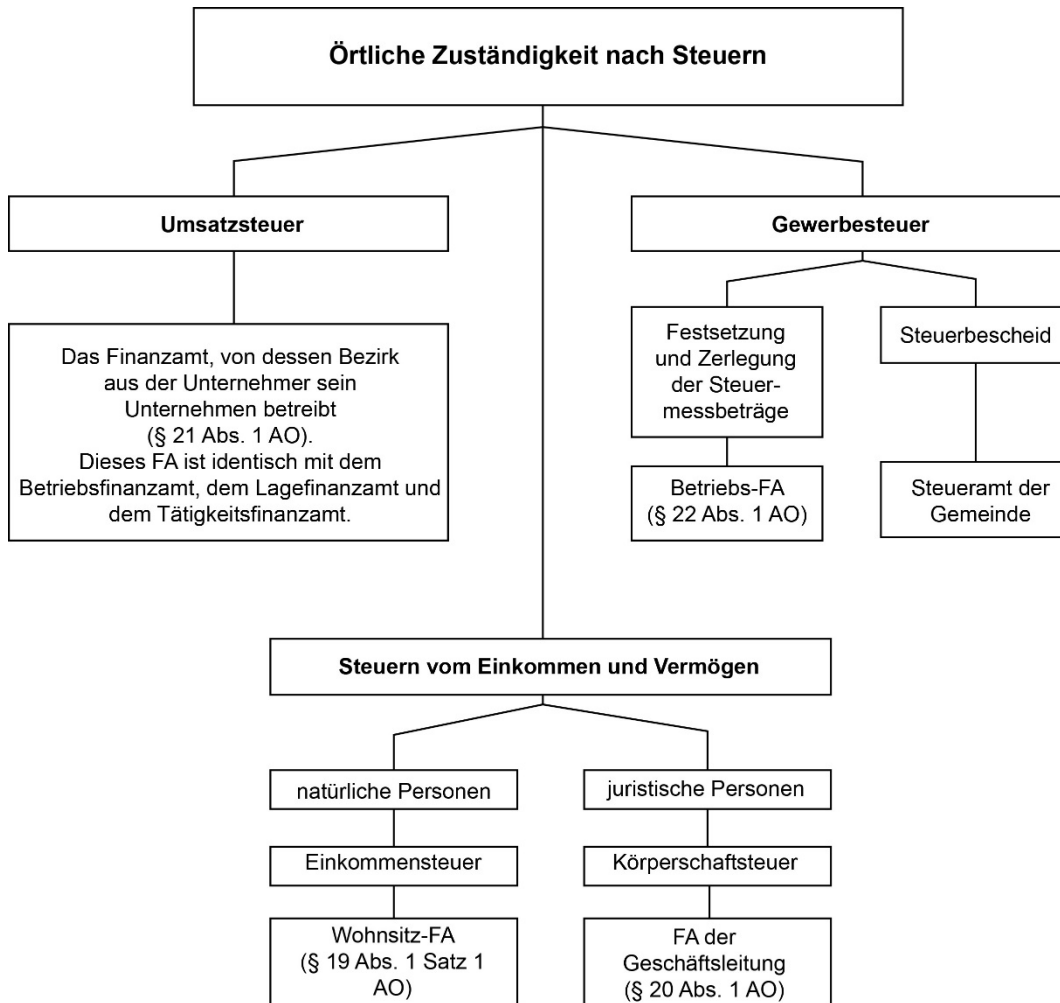 Örtliche Zuständigkeit nach Steuern
Umsatzsteuer
Das Finanzamt, von dessen Bezirk
aus der Unternehmer sein
Unternehmen betreibt
(§ 21 Abs. 1 AO).
Dieses FA ist identisch mit dem
Betriebsfinanzamt, dem Lagefinanzamt und
dem Tätigkeitsfinanzamt.
Gewerbesteuer
Festsetzung
und Zerlegung
der Steuer-
messbeträge
Betriebs-FA
(§ 22 Abs. 1 AO)
Steuerbescheid
Steueramt der
Gemeinde
Steuern vom Einkommen und Vermögen
natürliche Personen
Einkommensteuer
Wohnsitz-FA
(§ 19 Abs. 1 Satz 1
AO)
juristische Personen
Körperschaftsteuer
FA der
Geschäftsleitung
(§ 20 Abs. 1 AO)